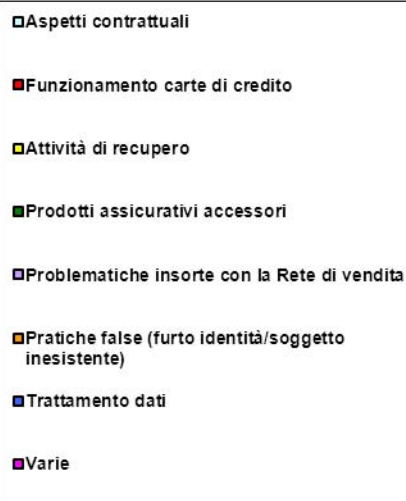 Aspetti contrattuali
Funzionamento carte di credito
Attività di recupero
Prodotti assicurativi accessori
Problematiche insorte con la Rete di vendita
Pratiche false (furto identità/soggetto
inesistente)
Trattamento dati
Varie